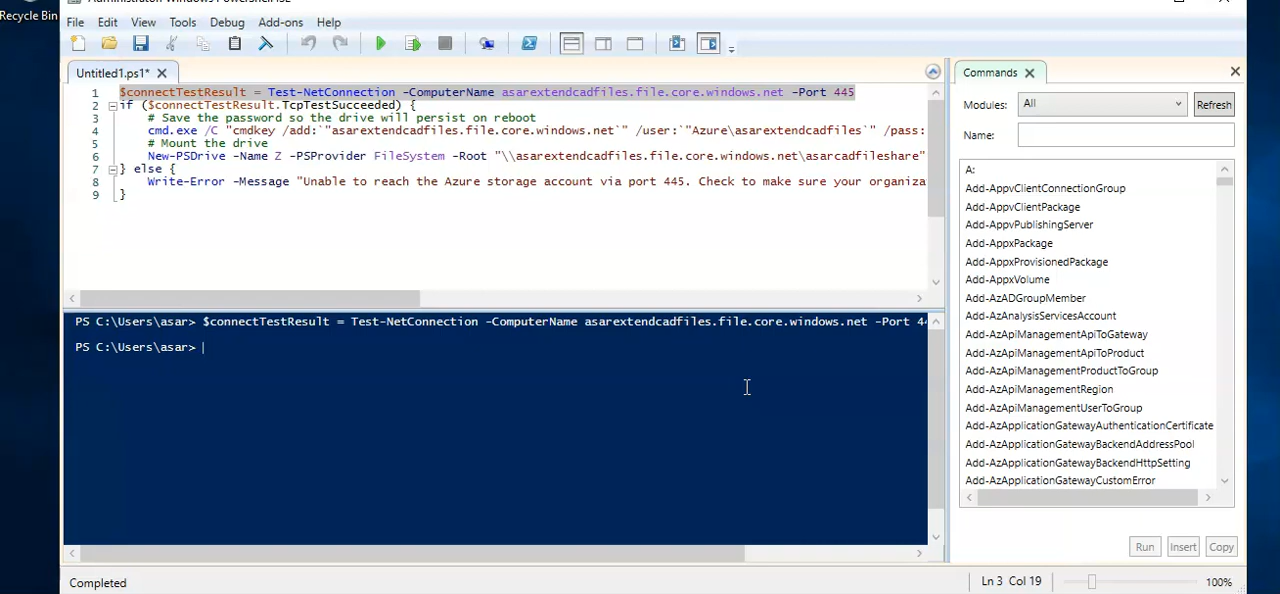 Recycle Bin
Administrator: Windows PowerShell ISE
File Edit View Tools Debug Add-ons Help
Untitled1.ps1*
1 $connectTestResult = Test-NetConnection -ComputerName asarextendcadfiles.file.core.windows.net -Port 445
2 if ($connectTestResult.TcpTestSucceeded) {
3 # Save the password so the drive will persist on reboot
4 cmd.exe /C "cmdkey /add:`"asarextendcadfiles.file.core.windows.net`" /user:`"Azure\asarextendcadfiles`" /pass:
5 # Mount the drive
6 New-PSDrive -Name Z -PSProvider FileSystem -Root "\\asarextendcadfiles.file.core.windows.net\asarcadfileshare"
7 } else {
8 Write-Error -Message "Unable to reach the Azure storage account via port 445. Check to make sure your organiza
9 }
PS C:\Users\asar> $connectTestResult = Test-NetConnection -ComputerName asarextendcadfiles.file.core.windows.net -Port 44
PS C:\Users\asar>
Commands
Modules: All Refresh
Name:
A:
Add-AppvClientConnectionGroup
Add-AppvClientPackage
Add-AppvPublishingServer
Add-AppxPackage
Add-AppxProvisionedPackage
Add-AppxVolume
Add-AzADGroupMember
Add-AzAnalysisServicesAccount
Add-AzApiManagementApiToGateway
Add-AzApiManagementApiToProduct
Add-AzApiManagementProductToGroup
Add-AzApiManagementRegion
Add-AzApiManagementUserToGroup
Add-AzApplicationGatewayAuthenticationCertificate
Add-AzApplicationGatewayBackendAddressPool
Add-AzApplicationGatewayBackendHttpSetting
Add-AzApplicationGatewayCustomError
Run Insert Copy
Completed
Ln 3 Col 19
100%